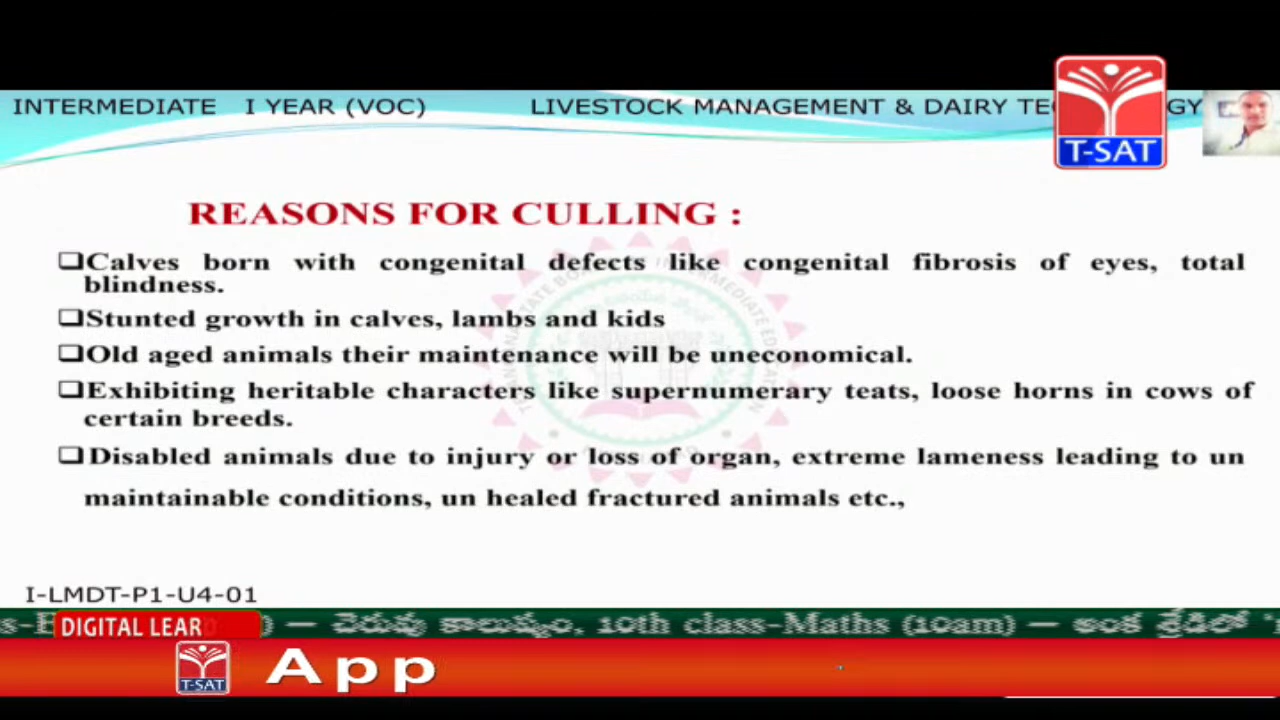 INTERMEDIATE I YEAR (VOC) LIVESTOCK MANAGEMENT & DAIRY
T-SAT
REASONS FOR CULLING :
❑Calves born with congenital defects like congenital fibrosis of eyes, total
blindness.
❑Stunted growth in calves, lambs and kids
❑Old aged animals their maintenance will be uneconomical.
❑Exhibiting heritable characters like supernumerary teats, loose horns in cows of
certain breeds.
❑Disabled animals due to injury or loss of organ, extreme lameness leading to un
maintainable conditions, un healed fractured animals etc.,
I-LMDT-P1-U4-01
DIGITAL LEAR 10th class-Maths (10am) –
T-SAT App